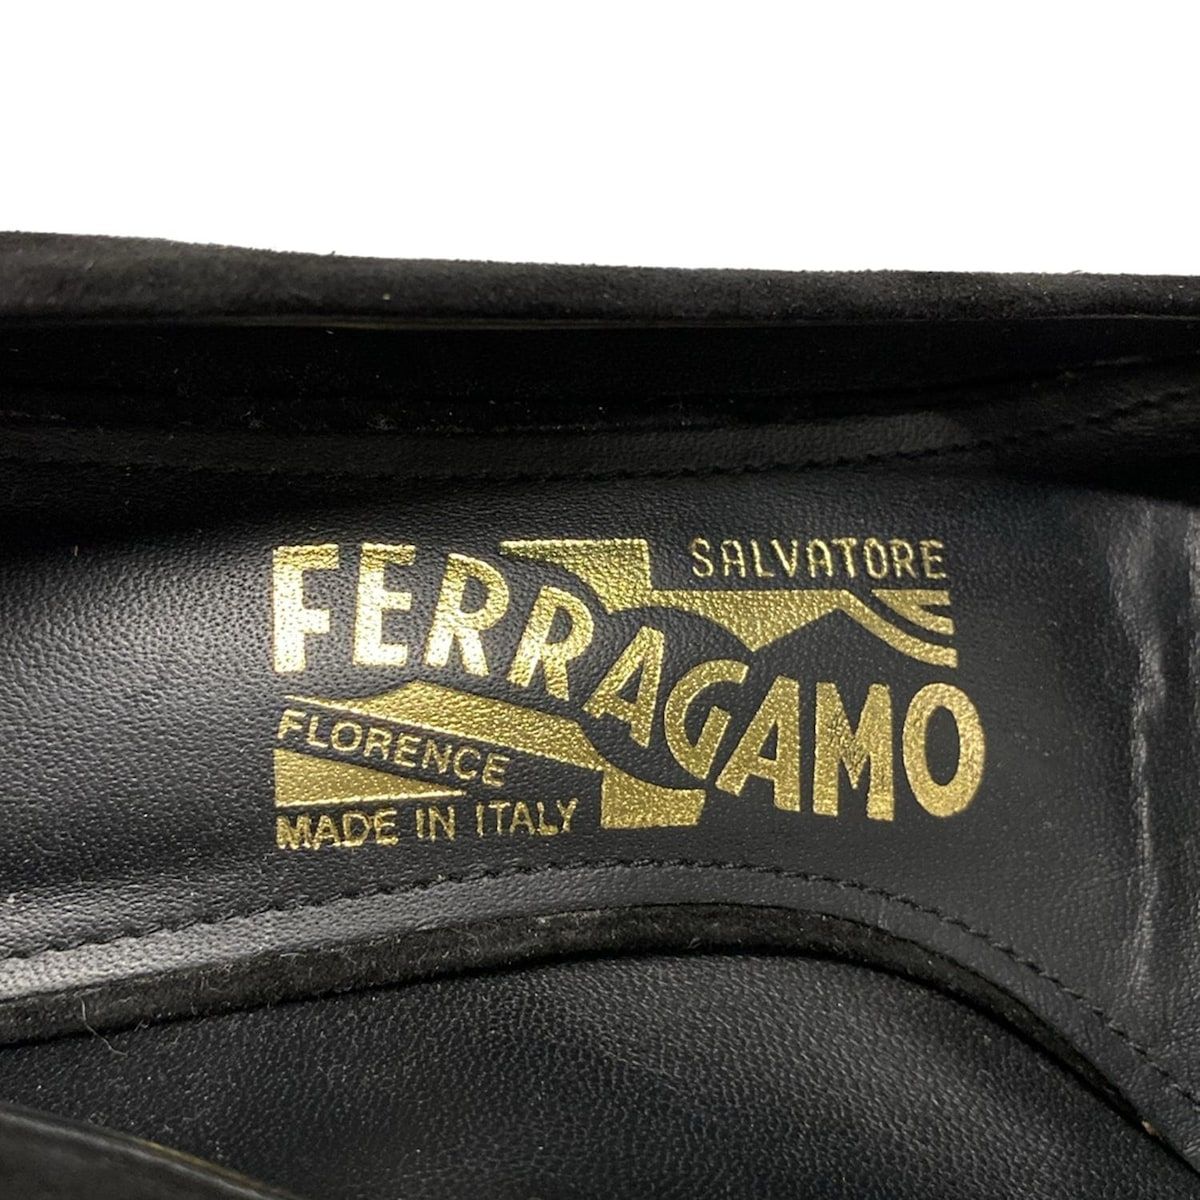 SALVATORE
FERRAGAMO
FLORENCE
MADE IN ITALY